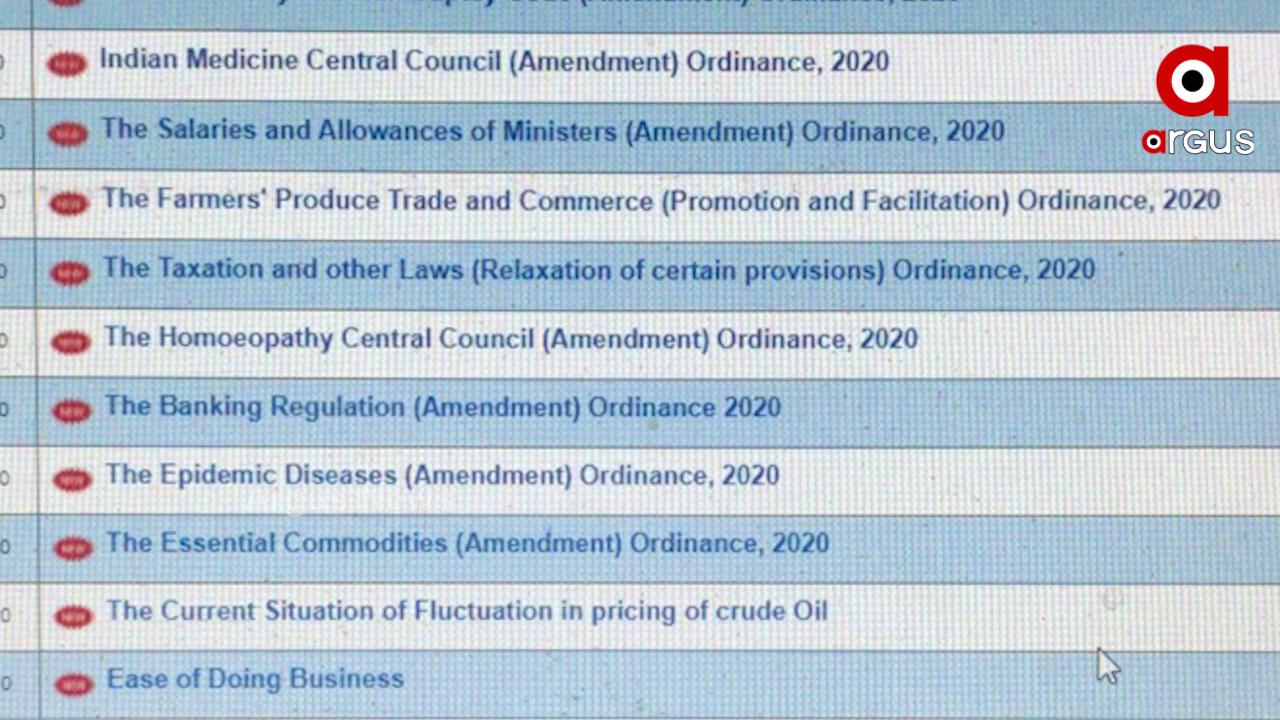 (Amendment) Ordinance, 2020
Indian Medicine Central Council (Amendment) Ordinance, 2020
The Salaries and Allowances of Ministers (Amendment) Ordinance, 2020
The Farmers' Produce Trade and Commerce (Promotion and Facilitation) Ordinance, 2020
The Taxation and other Laws (Relaxation of certain provisions) Ordinance, 2020
The Homoeopathy Central Council (Amendment) Ordinance, 2020
The Banking Regulation (Amendment) Ordinance 2020
The Epidemic Diseases (Amendment) Ordinance, 2020
The Essential Commodities (Amendment) Ordinance, 2020
The Current Situation of Fluctuation in pricing of crude Oil
Ease of Doing Business
a
argus